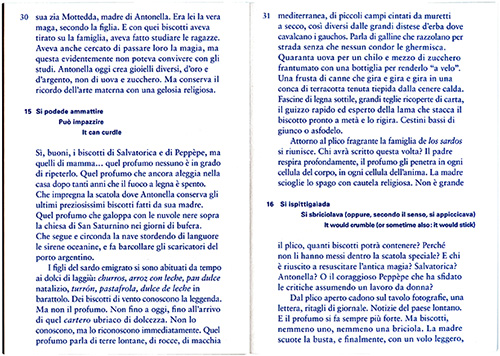 30
sua zia Mottedda, madre di Antonella. Era lei la vera
maga, secondo la figlia. E con quei biscotti aveva
tirato su la famiglia, aveva fatto studiare le ragazze.
Aveva anche cercato di passare loro la magia, ma
questa evidentemente non poteva convivere con gli
studi. Antonella oggi crea gioielli diversi, d'oro e
d'argento, non di uova e zucchero. Ma conserva il
ricordo dell'arte materna con una gelosia religiosa.
15 Si podede ammattire
Può impazzire
It can curdle
Sì, buoni, i biscotti di Salvatorica e di Peppèpe, ma
quelli di mamma... quel profumo nessuno è in grado
di ripeterlo. Quel profumo che ancora aleggia nella
casa dopo tanti anni che il fuoco a legna è spento.
Che impregna la scatola dove Antonella conserva gli
ultimi preziosissimi biscotti fatti da sua madre.
Quel profumo che galoppa con le nuvole nere sopra
la chiesa di San Saturnino nei giorni di bufera.
Che segue e circonda la nave stordendo di languore
le sirene oceanine, e fa barcollare gli scaricatori del
porto argentino.
I figli del sardo emigrato si sono abituati da tempo
ai dolci di laggiù: churros, arroz con leche, pan dulce
natalizio, turrón, pastafrola, dulce de leche in
barattolo. Dei biscotti di vento conoscono la leggenda.
Ma non il profumo. Non fino a oggi, fino all'arrivo
di quel cartero ubriaco di dolcezza. Non lo
conoscono, ma lo riconoscono immediatamente. Quel
profumo parla di terre lontane, di rocce, di macchia
31
mediterranea, di piccoli campi cintati da muretti
a secco, così diversi dalle grandi distese d'erba dove
cavalcano i gauchos. Parla di galline che razzolano per
strada senza che nessun condor le ghermisca.
Quaranta uova per un chilo e mezzo di zucchero
frantumato con una bottiglia per renderlo "a velo".
Una frusta di canne che gira e gira e gira in una
conca di terracotta tenuta tiepida dalla cenere calda.
Fascine di legna sottile, grandi teglie ricoperte di carta,
il guizzo rapido ed esperto della lama che stacca il
biscotto pronto a metà e lo rigira. Cestini bassi di
giunco o asfodelo.
Attorno al plico fragrante la famiglia de los sardos
si riunisce. Chi avrà scritto questa volta? Il padre
respira profondamente, il profumo gli penetra in ogni
cellula del corpo, in ogni cellula dell'anima. La madre
scioglie lo spago con cautela religiosa. Non è grande
16 Si ispittigalada
Si sbriciolava (oppure, secondo il senso, si appiccicava)
It would crumble (or sometime also: it would stick)
il plico, quanti biscotti potrà contenere? Perché
non li hanno messi dentro la scatola speciale? E chi
è riuscito a resuscitare l'antica magia? Salvatorica?
Antonella? O il coraggioso Peppèpe che ha sfidato
le critiche assumendo un lavoro da donna?
Dal plico aperto cadono sul tavolo fotografie, una
lettera, ritagli di giornale. Notizie del paese lontano.
E il profumo si fa sempre più forte. Ma biscotti,
nemmeno uno, nemmeno una briciola. La madre
scuote la busta, e finalmente, con un volo leggero,